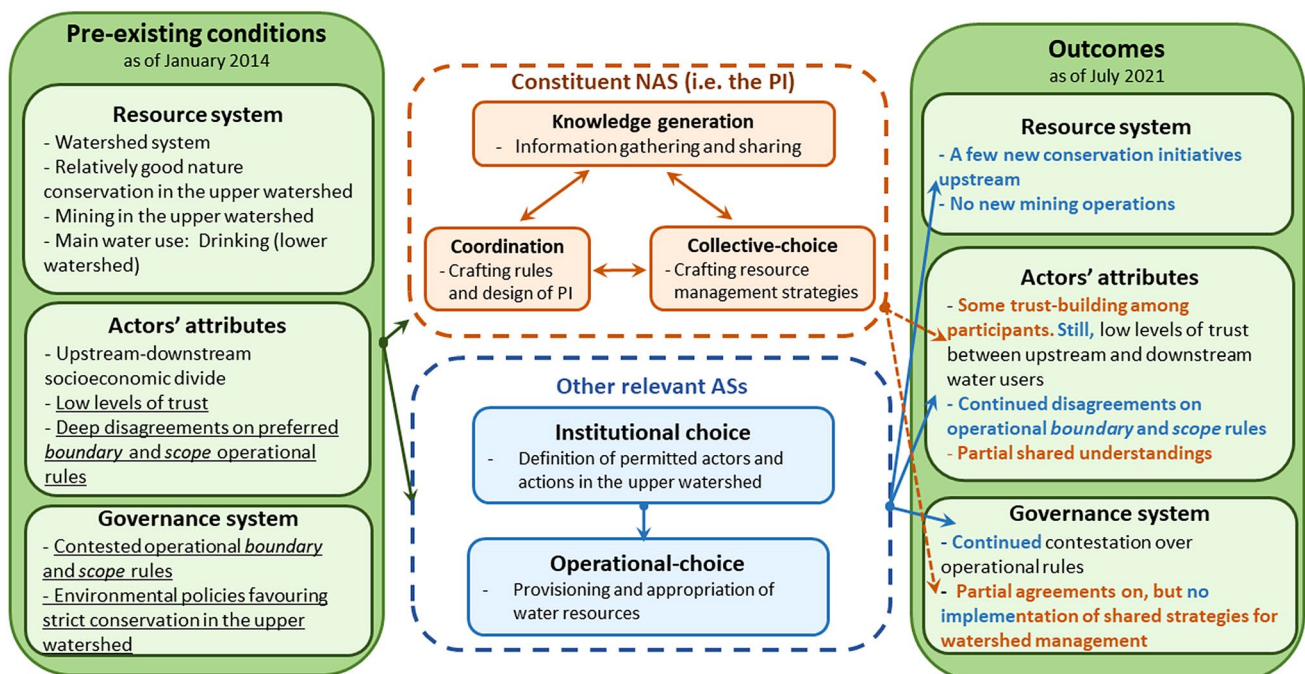 Pre-existing conditions
as of January 2014
Resource system
- Watershed system
- Relatively good nature
conservation in the upper watershed
- Mining in the upper watershed
- Main water use: Drinking (lower
watershed)
Actors' attributes
- Upstream-downstream
socioeconomic divide
- Low levels of trust
- Deep disagreements on preferred
boundary and scope operational
rules
Governance system
- Contested operational boundary
and scope rules
- Environmental policies favouring
strict conservation in the upper
watershed
Constituent NAS (i.e. the PI)
Knowledge generation
- Information gathering and sharing
Coordination
- Crafting rules
and design of PI
Collective-choice
- Crafting resource
management strategies
Other relevant ASs
Institutional choice
- Definition of permitted actors and
actions in the upper watershed
Operational-choice
- Provisioning and appropriation of
water resources
Outcomes
as of July 2021
Resource system
- A few new conservation initiatives
upstream
- No new mining operations
Actors' attributes
- Some trust-building among
participants. Still, low levels of trust
between upstream and downstream
water users
- Continued disagreements on
operational boundary and scope rules
- Partial shared understandings
Governance system
- Continued contestation over
operational rules
- Partial agreements on, but no
implementation of shared strategies for
watershed management